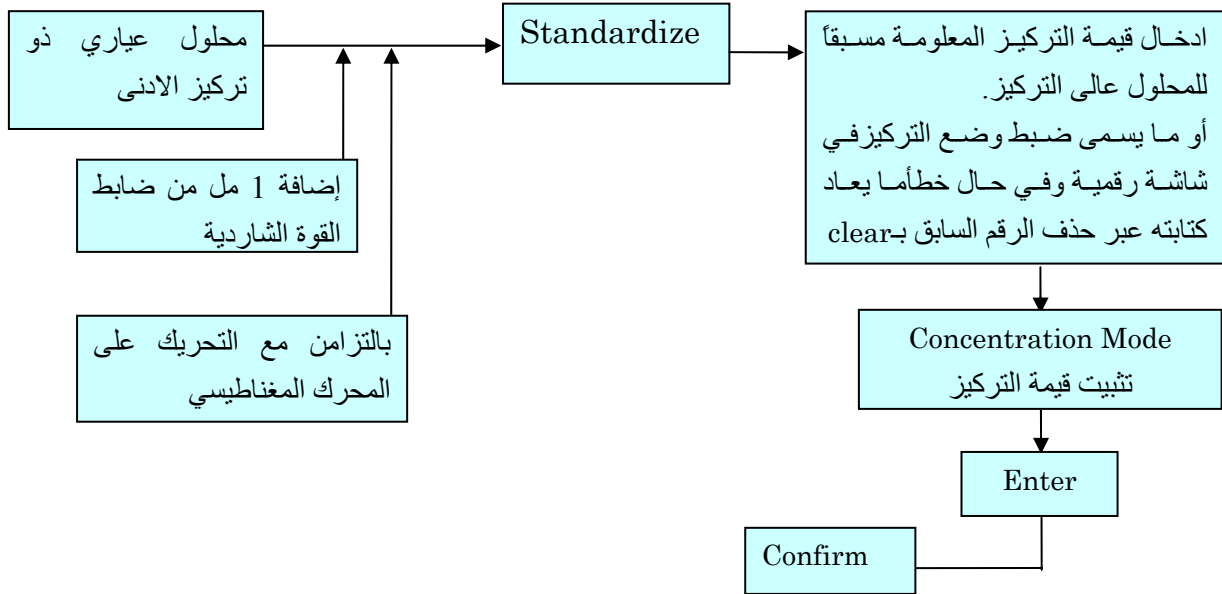 محلول عياري ذو
تركيز الادنى
Standardize
ادخال قيمة التركيز المعلومة مسبقاً
للمحلول عالى التركيز.
أو ما يسمى ضبط وضع التركيزفي
شاشة رقمية وفي حال خطأما يعاد
كتابته عبر حذف الرقم السابق بـclear
إضافة 1 مل من ضابط
القوة الشاردية
بالتزامن مع التحريك على
المحرك المغناطيسي
Concentration Mode
تثبيت قيمة التركيز
Enter
Confirm